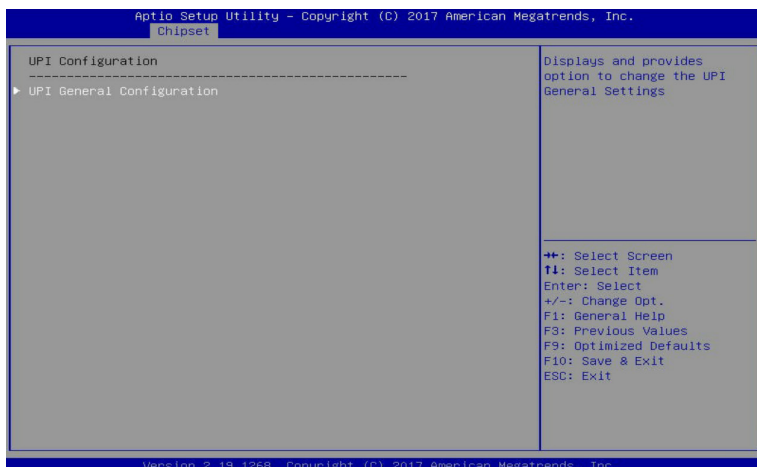 Aptio Setup Utility – Copyright (C) 2017 American Megatrends, Inc.
Chipset
UPI Configuration
--------------------------------------------------
UPI General Configuration
Displays and provides
option to change the UPI
General Settings
→←: Select Screen
↑↓: Select Item
Enter: Select
+/-: Change Opt.
F1: General Help
F3: Previous Values
F9: Optimized Defaults
F10: Save & Exit
ESC: Exit
Version 2.19.1268. Copyright (C) 2017 American Megatrends, Inc.